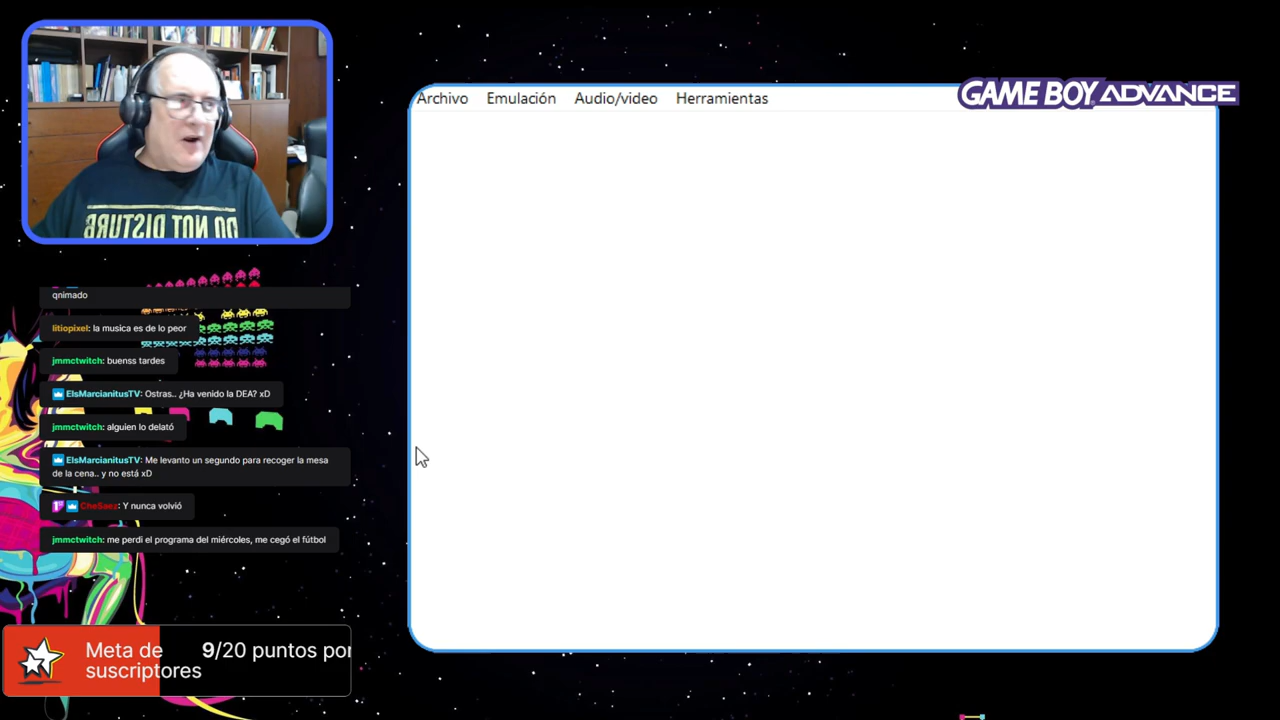 DO NOT DISTURB
Archivo Emulación Audio/video Herramientas
GAME BOY ADVANCE
qnimado
litiopixel: la musica es de lo peor
jmmctwitch: buenss tardes
ElsMarcianitusTV: Ostras.. ¿Ha venido la DEA? xD
jmmctwitch: alguien lo delató
ElsMarcianitusTV: Me levanto un segundo para recoger la mesa
de la cena.. y no está xD
CheSaez: Y nunca volvió
jmmctwitch: me perdi el programa del miércoles, me cegó el fútbol
Meta de
suscriptores
9/20 puntos por